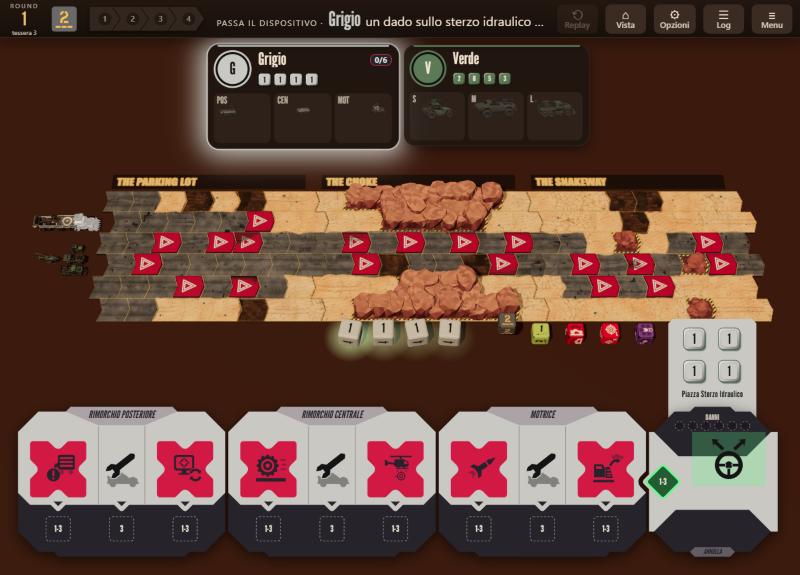 ROUND
1
tessera 3
2
1 2 3 4
PASSA IL DISPOSITIVO · Grigio un dado sullo sterzo idraulico ...
Replay
Vista
Opzioni
Log
Menu
G
Grigio
0/6
1 1 1 1
POS
CEN
MOT
V
Verde
2 6 5 3
S
M
L
THE PARKING LOT
THE CHOKE
THE SNAKEWAY
1 1 1 1
2
1
1 1
1 1
Piazza Sterzo Idraulico
RIMORCHIO POSTERIORE
RIMORCHIO CENTRALE
MOTRICE
DANNI
1-3
1-3 3 1-3
1-3 3 1-3
1-3 3 1-3
ANNULLA